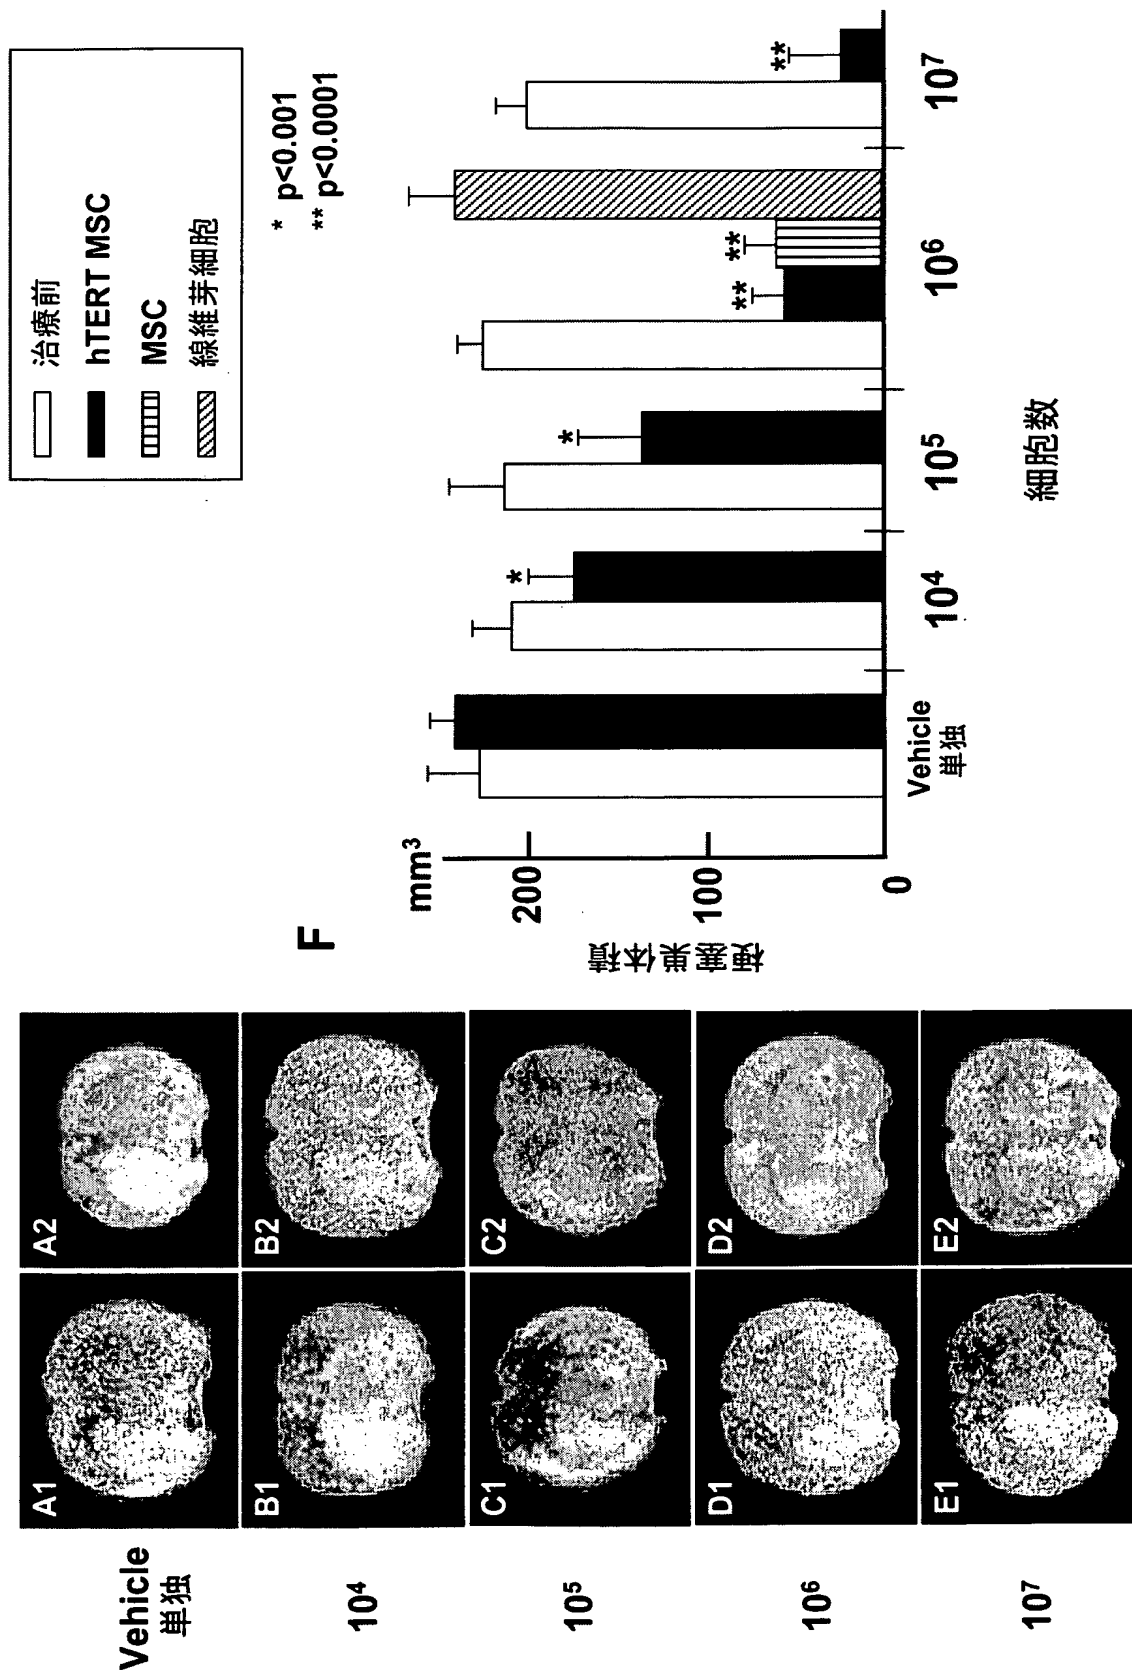 Vehicle
単独
10⁴
10⁵
10⁶
10⁷
A1
A2
B1
B2
C1
C2
D1
D2
E1
E2
F
治療前
hTERT MSC
MSC
線維芽細胞
* p<0.001
** p<0.0001
mm³
200
100
0
梗塞巣体積
*
*
**
**
**
Vehicle
単独
10⁴
10⁵
10⁶
10⁷
細胞数